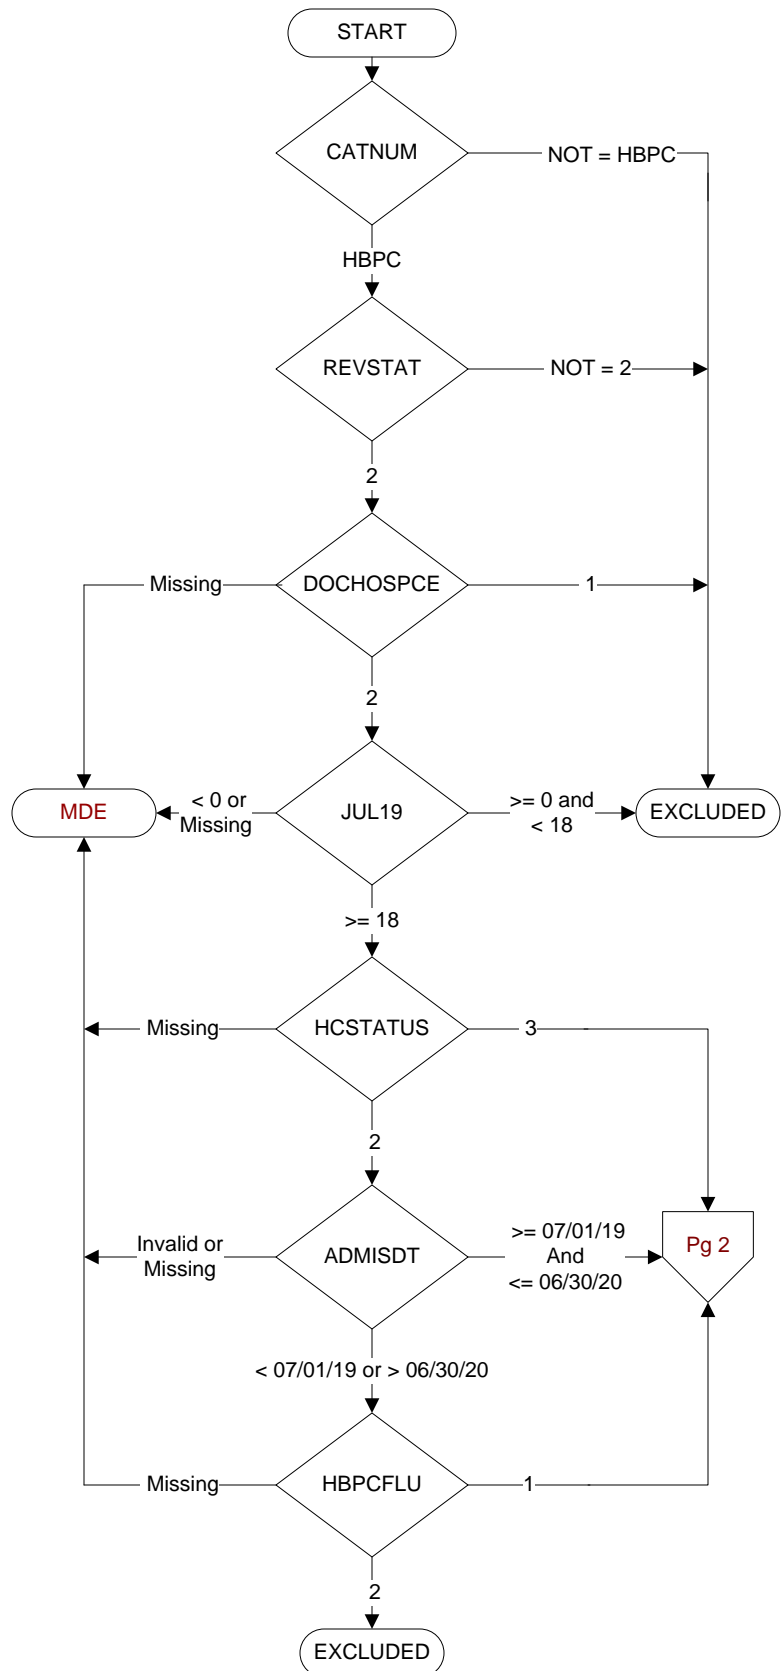 START
CATNUM
NOT = HBPC
HBPC
REVSTAT
NOT = 2
2
Missing
DOCHOSPCE
1
2
MDE
< 0 or
Missing
JUL19
>= 0 and
< 18
EXCLUDED
>= 18
Missing
HCSTATUS
3
2
Invalid or
Missing
ADMISDT
>= 07/01/19
And
<= 06/30/20
Pg 2
< 07/01/19 or > 06/30/20
Missing
HBPCFLU
1
2
EXCLUDED